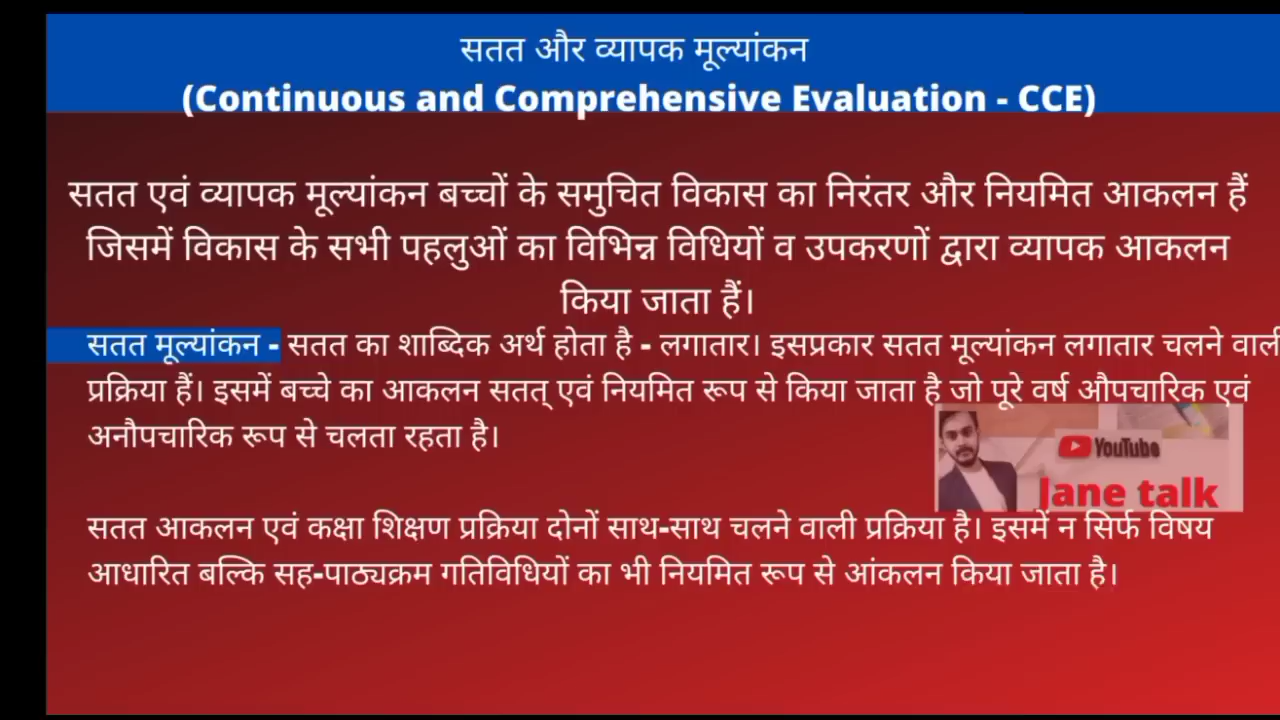 सतत और व्यापक मूल्यांकन
(Continuous and Comprehensive Evaluation - CCE)
सतत एवं व्यापक मूल्यांकन बच्चों के समुचित विकास का निरंतर और नियमित आकलन हैं
जिसमें विकास के सभी पहलुओं का विभिन्न विधियों व उपकरणों द्वारा व्यापक आकलन
किया जाता हैं।
सतत मूल्यांकन - सतत का शाब्दिक अर्थ होता है - लगातार। इसप्रकार सतत मूल्यांकन लगातार चलने वाली
प्रक्रिया हैं। इसमें बच्चे का आकलन सतत् एवं नियमित रूप से किया जाता है जो पूरे वर्ष औपचारिक एवं
अनौपचारिक रूप से चलता रहता है।
YouTube
Jane talk
सतत आकलन एवं कक्षा शिक्षण प्रक्रिया दोनों साथ-साथ चलने वाली प्रक्रिया है। इसमें न सिर्फ विषय
आधारित बल्कि सह-पाठ्यक्रम गतिविधियों का भी नियमित रूप से आंकलन किया जाता है।